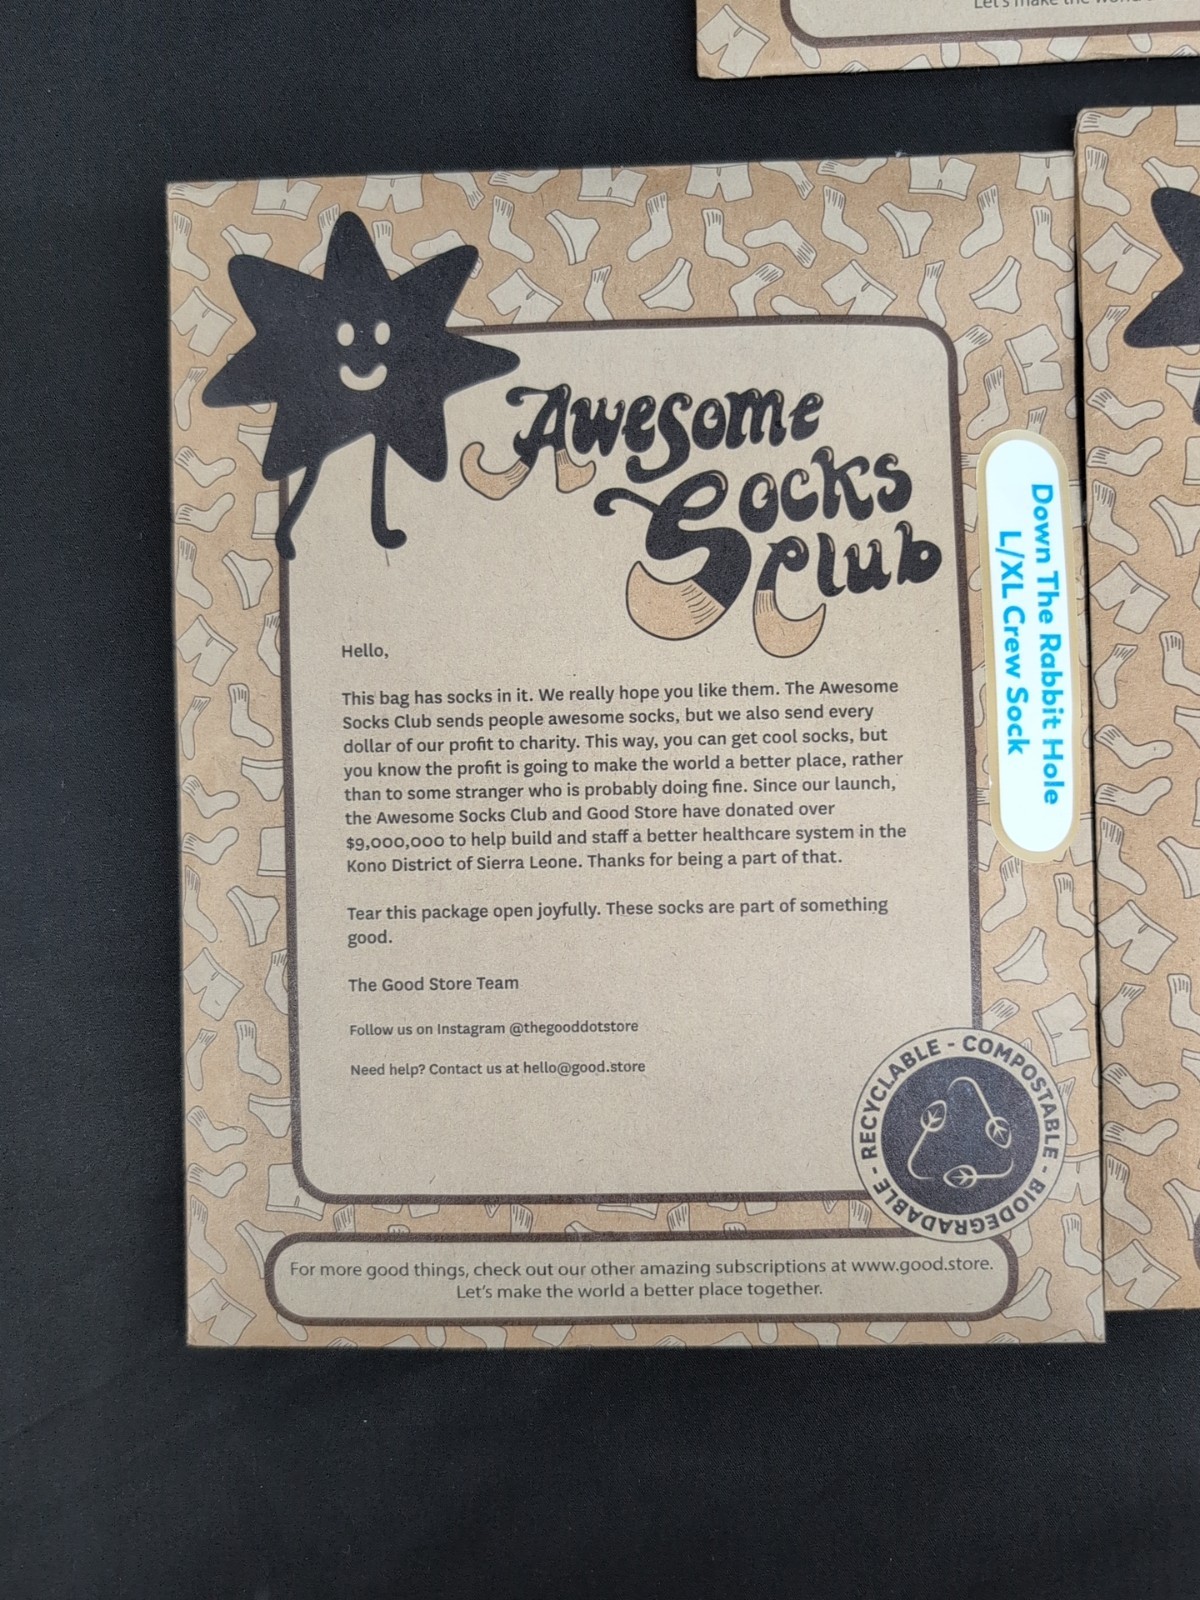 Let's make the world
Awesome
Socks
Club
Down The Rabbit Hole
L/XL Crew Sock
Hello,
This bag has socks in it. We really hope you like them. The Awesome
Socks Club sends people awesome socks, but we also send every
dollar of our profit to charity. This way, you can get cool socks, but
you know the profit is going to make the world a better place, rather
than to some stranger who is probably doing fine. Since our launch,
the Awesome Socks Club and Good Store have donated over
$9,000,000 to help build and staff a better healthcare system in the
Kono District of Sierra Leone. Thanks for being a part of that.
Tear this package open joyfully. These socks are part of something
good.
The Good Store Team
Follow us on Instagram @thegooddotstore
Need help? Contact us at hello@good.store
RECYCLABLE - COMPOSTABLE - BIODEGRADABLE -
For more good things, check out our other amazing subscriptions at www.good.store.
Let's make the world a better place together.